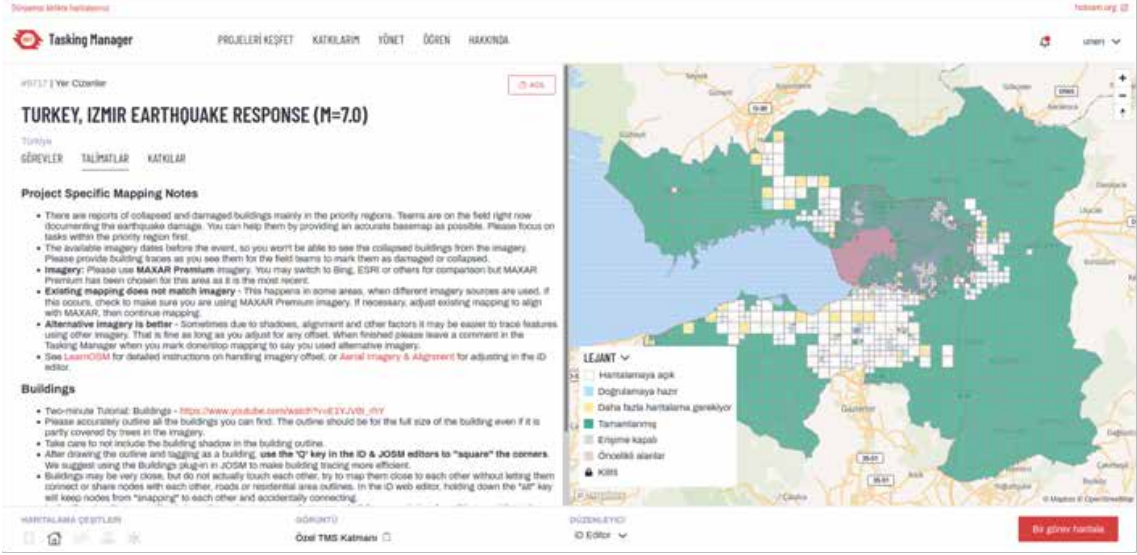 Dünyamızı birlikte haritalarınız
hotosm.org
Tasking Manager
PROJELERİ KEŞFET KATKILARIM YÖNET ÖĞREN HAKKINDA
umeri
#9717 | Yer Çizenler
TURKEY, IZMIR EARTHQUAKE RESPONSE (M=7.0)
Türkiye
GÖREVLER TALİMATLAR KATKILAR
Project Specific Mapping Notes
• There are reports of collapsed and damaged buildings mainly in the priority regions. Teams are on the field right now
documenting the earthquake damage. You can help them by providing an accurate basemap as possible. Please focus on
tasks within the priority region first.
• The available imagery dates before the event, so you won't be able to see the collapsed buildings from the imagery.
Please provide building traces as you see them for the field teams to mark them as damaged or collapsed.
• Imagery: Please use MAXAR Premium imagery. You may switch to Bing, ESRI or others for comparison but MAXAR
Premium has been chosen for this area as it is the most recent.
• Existing mapping does not match imagery - This happens in some areas, when different imagery sources are used. If
this occurs, check to make sure you are using MAXAR Premium imagery. If necessary, adjust existing mapping to align
with MAXAR, then continue mapping.
• Alternative imagery is better - Sometimes due to shadows, alignment and other factors it may be easier to trace features
using other imagery. That is fine as long as you adjust for any offset. When finished please leave a comment in the
Tasking Manager when you mark done/stop mapping to say you used alternative imagery.
• See LearnOSM for detailed instructions on handling imagery offset, or Aerial Imagery & Alignment for adjusting in the iD
editor.
Buildings
• Two-minute Tutorial: Buildings -
• Please accurately outline all the buildings you can find. The outline should be for the full size of the building even if it is
partly covered by trees in the imagery.
• Take care to not include the building shadow in the building outline.
• After drawing the outline and tagging as a building, use the 'Q' key in the iD & JOSM editors to "square" the corners.
We suggest using the Buildings plug-in in JOSM to make building tracing more efficient.
• Buildings may be very close, but do not actually touch each other, try to map them close to each other without letting them
connect or share nodes with each other, roads or residential area outlines. In the iD web editor, holding down the "alt" key
will keep nodes from "snapping" to each other and accidentally connecting.
LEJANT
Haritalamaya açık
Doğrulamaya hazır
Daha fazla haritalama gerekiyor
Tamamlanmış
Erişime kapalı
Öncelikli alanlar
Kilitli
© Mapbox © OpenStreetMap
HARİTALAMA ÇEŞİTLERİ
GÖRÜNTÜ
Özel TMS Katmanı
DÜZENLEYİCİ
iD Editor
Bir görev haritala